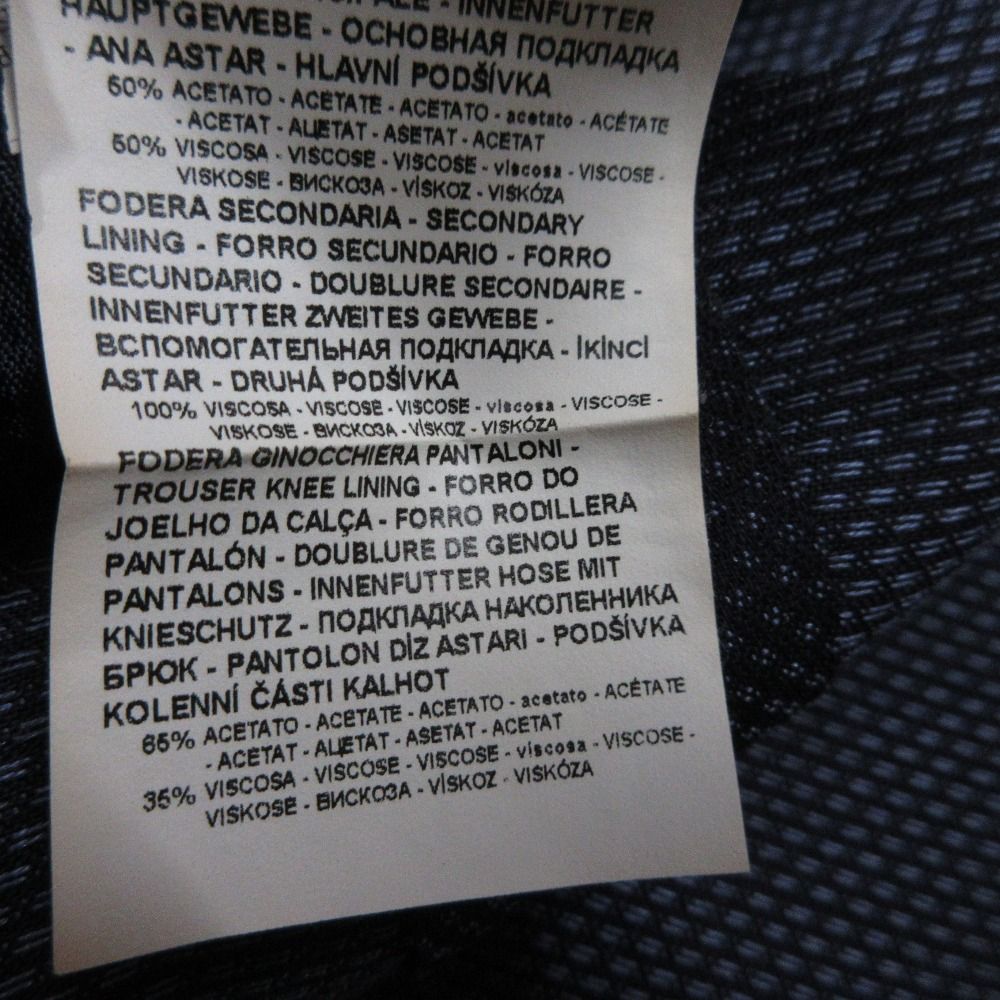 - INNENFUTTER
HAUPTGEWEBE - ОСНОВНАЯ ПОДКЛАДКА
- ANA ASTAR - HLAVNÍ PODŠÍVKA
50% ACETATO - ACETATE - ACETATO - acetato - ACÉTATE
- ACETAT - АЦЕТАТ - ASETAT - ACETAT
50% VISCOSA - VISCOSE - VISCOSE - viscosa - VISCOSE -
VISKOSE - ВИСКОЗА - VİSKOZ - VISKÓZA
FODERA SECONDARIA - SECONDARY
LINING - FORRO SECUNDARIO - FORRO
SECUNDARIO - DOUBLURE SECONDAIRE -
INNENFUTTER ZWEITES GEWEBE -
ВСПОМОГАТЕЛЬНАЯ ПОДКЛАДКА - İKİNCİ
ASTAR - DRUHÁ PODŠÍVKA
100% VISCOSA - VISCOSE - VISCOSE - viscosa - VISCOSE -
VISKOSE - ВИСКОЗА - VİSKOZ - VISKÓZA
FODERA GINOCCHIERA PANTALONI -
TROUSER KNEE LINING - FORRO DO
JOELHO DA CALÇA - FORRO RODILLERA
PANTALÓN - DOUBLURE DE GENOU DE
PANTALONS - INNENFUTTER HOSE MIT
KNIESCHUTZ - ПОДКЛАДКА НАКОЛЕННИКА
БРЮК - PANTOLON DİZ ASTARI - PODŠÍVKA
KOLENNÍ ČÁSTI KALHOT
65% ACETATO - ACETATE - ACETATO - acetato - ACÉTATE
- ACETAT - АЦЕТАТ - ASETAT - ACETAT
35% VISCOSA - VISCOSE - VISCOSE - viscosa - VISCOSE -
VISKOSE - ВИСКОЗА - VİSKOZ - VISKÓZA